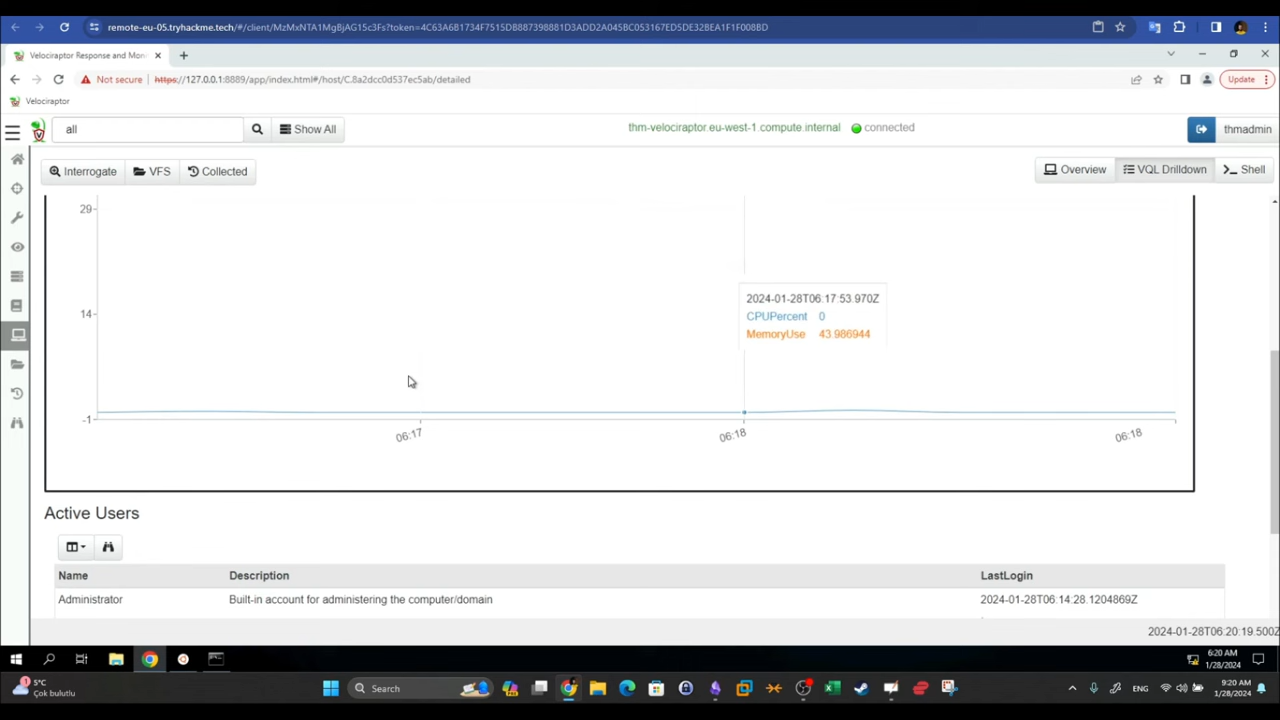 remote-eu-05.tryhackme.tech/#/client/MzMxNTA1MgBjAG15c3Fs?token=4C63A681734F7515DB887398881D3ADD2A045BC053167ED5DE32BEA1F1F008BD
Velociraptor Response and Mon
Not secure https://127.0.0.1:8889/app/index.html#/host/C.8a2dcc0d537ec5ab/detailed
Update
Velociraptor
all
Show All
thm-velociraptor.eu-west-1.compute.internal
connected
thmadmin
Interrogate
VFS
Collected
Overview
VQL Drilldown
Shell
29
14
-1
2024-01-28T06:17:53.970Z
CPUPercent 0
MemoryUse 43.986944
06:17
06:18
06:18
Active Users
Name Description LastLogin
Administrator Built-in account for administering the computer/domain 2024-01-28T06:14:28.1204869Z
2024-01-28T06:20:19.500Z
6:20 AM
1/28/2024
1
5°C
Çok bulutlu
Search
ENG
9:20 AM
1/28/2024